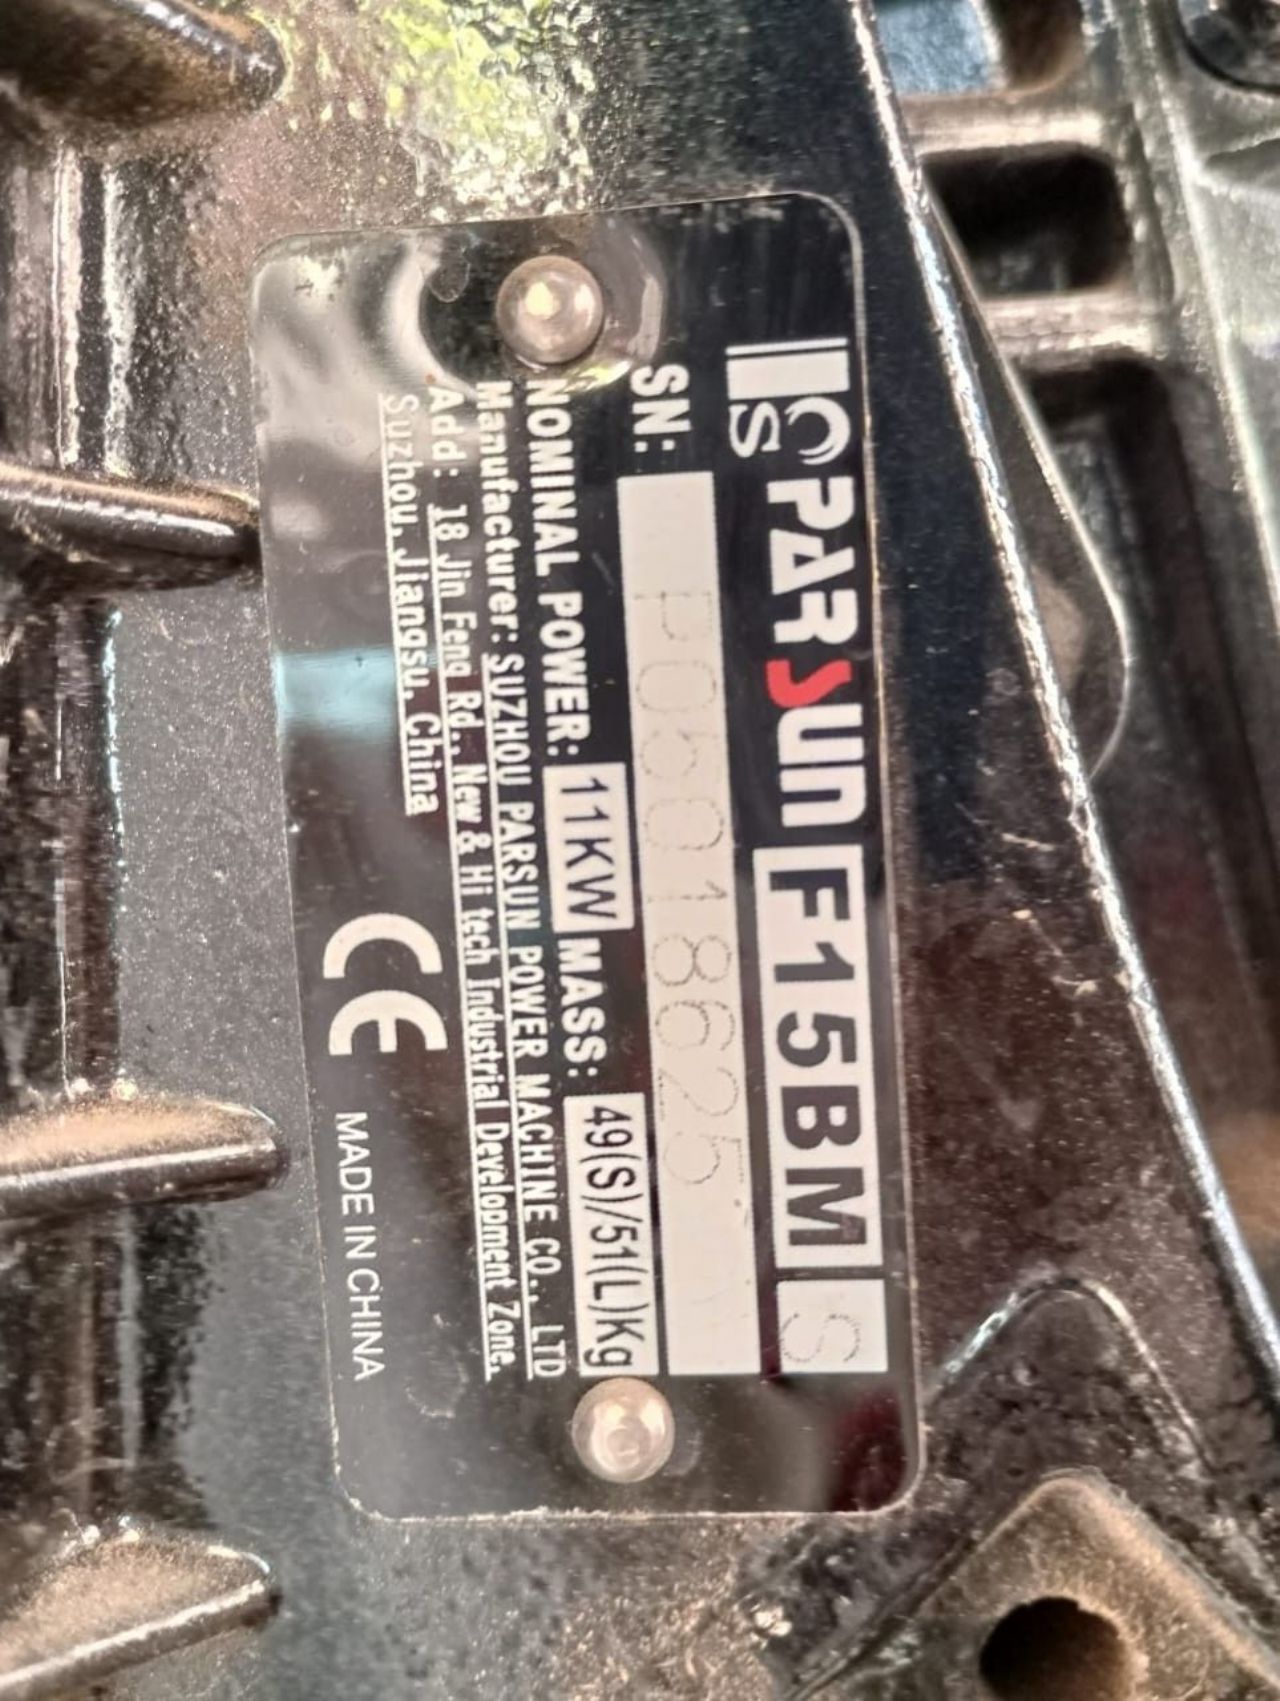 PARSUN F15BM S
SN: P06018625
NOMINAL POWER: 11KW MASS: 49(S)/51(L)Kg
Manufacturer: SUZHOU PARSUN POWER MACHINE CO., LTD
Add: 18 Jin Feng Rd., New & Hi tech Industrial Development Zone,
Suzhou, Jiangsu, China
CE MADE IN CHINA